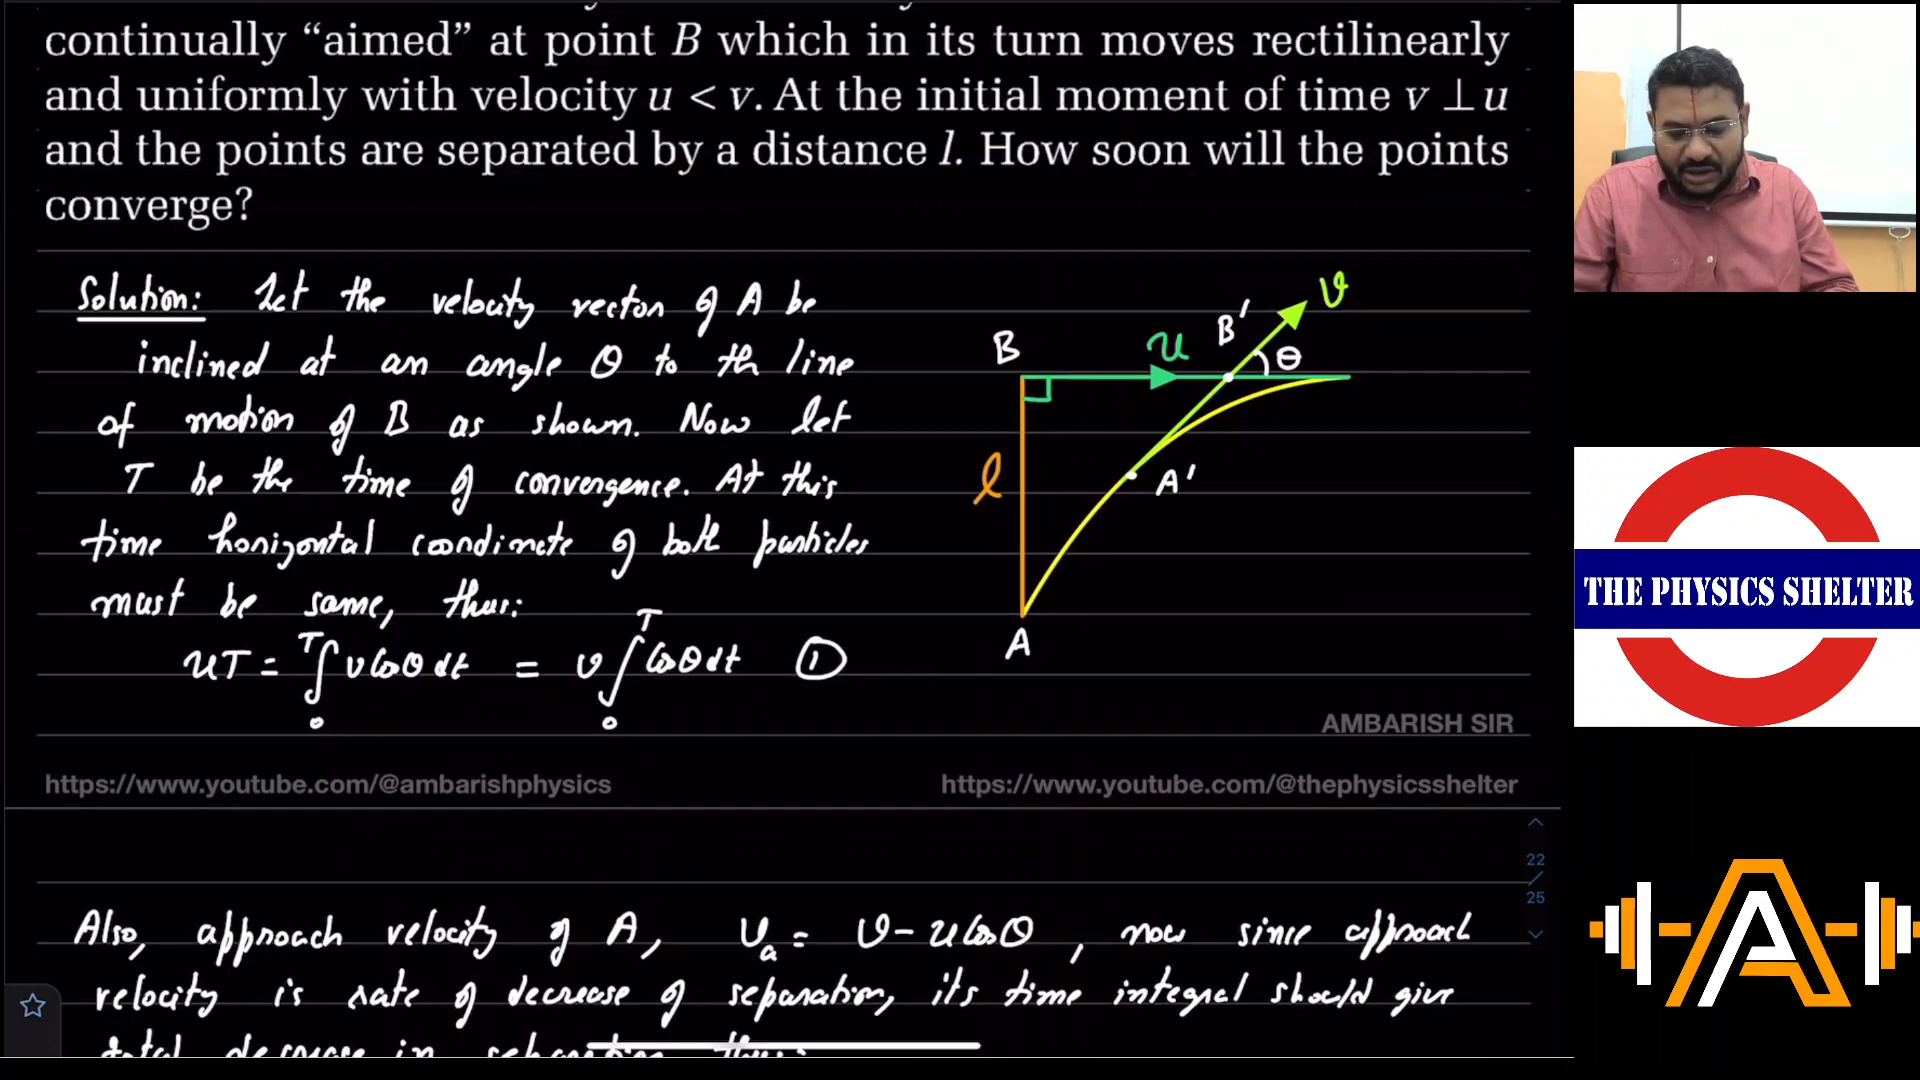 continually “aimed” at point B which in its turn moves rectilinearly
and uniformly with velocity u < v. At the initial moment of time v ⊥ u
and the points are separated by a distance l. How soon will the points
converge?
Solution: Let the velocity vector of A be
inclined at an angle θ to th line
of motion of B as shown. Now let
T be the time of convergence. At this
time horizontal coordinate of both particles
must be same, thus:
uT = ∫₀ᵀ v cosθ dt = v ∫₀ᵀ cosθ dt ①
B
u
B'
v
θ
l
A'
A
AMBARISH SIR
https://www.youtube.com/@ambarishphysics
https://www.youtube.com/@thephysicsshelter
22
25
Also, approach velocity of A, vₐ = v - u cosθ, now since approach
velocity is rate of decrease of separation, its time integral should give
total decrease in separation thus:
THE PHYSICS SHELTER
A